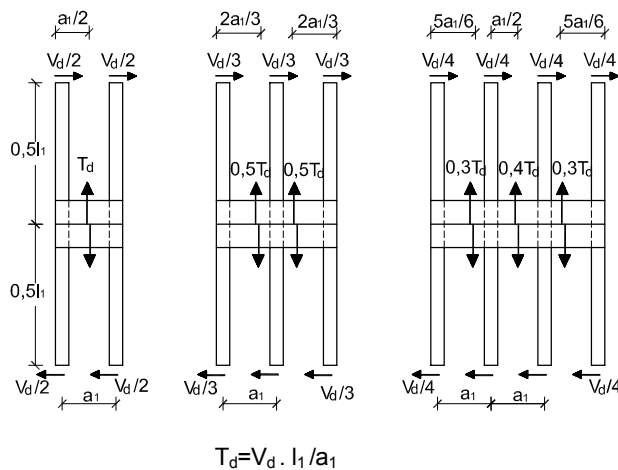 a₁/2
2a₁/3 2a₁/3
5a₁/6 a₁/2 5a₁/6
V_d/2 V_d/2
V_d/3 V_d/3 V_d/3
V_d/4 V_d/4 V_d/4 V_d/4
0,5l₁
T_d
0,5T_d 0,5T_d
0,3T_d 0,4T_d 0,3T_d
0,5l₁
V_d/2 V_d/2
V_d/3 V_d/3
V_d/4 V_d/4
a₁
a₁
a₁ a₁
T_d=V_d . l₁/a₁